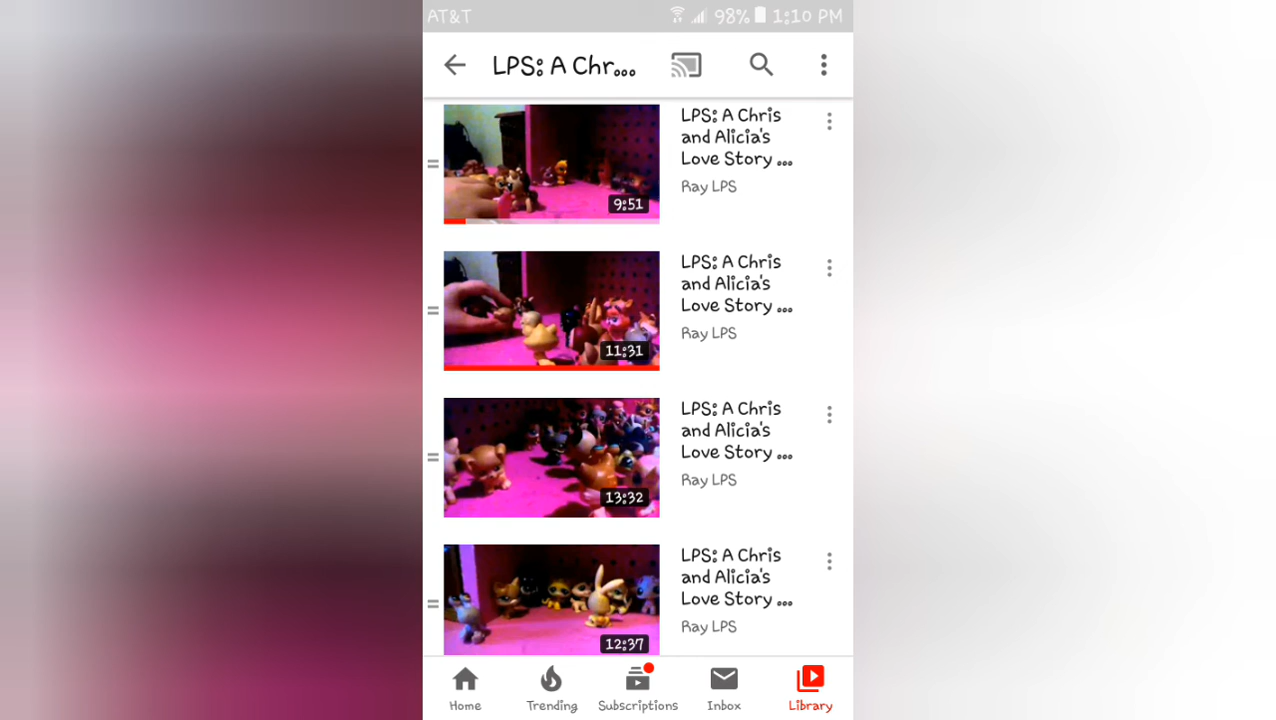 AT&T 98% 1:10 PM
LPS: A Chr...
LPS: A Chris
and Alicia's
Love Story ...
Ray LPS
9:51
LPS: A Chris
and Alicia's
Love Story ...
Ray LPS
11:31
LPS: A Chris
and Alicia's
Love Story ...
Ray LPS
13:32
LPS: A Chris
and Alicia's
Love Story ...
Ray LPS
12:37
Home Trending Subscriptions Inbox Library